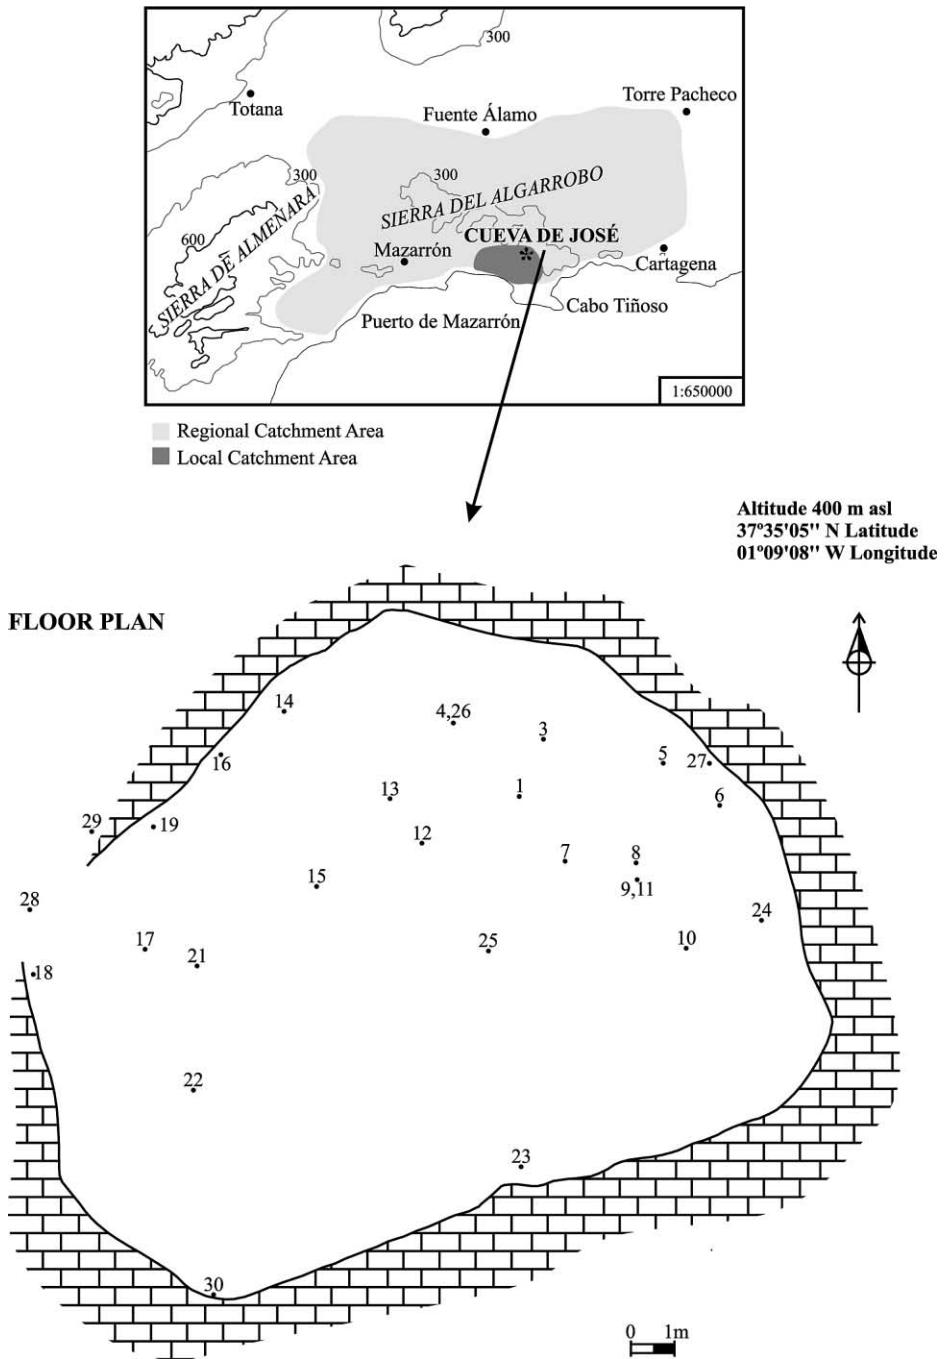 300
Totana
Torre Pacheco
Fuente Álamo
300
300
SIERRA DEL ALGARROBO
SIERRA DE ALMENARA
600
CUEVA DE JOSÉ
Mazarrón
Cartagena
Cabo Tiñoso
Puerto de Mazarrón
1:650000
Regional Catchment Area
Local Catchment Area
Altitude 400 m asl
37º35'05'' N Latitude
01º09'08'' W Longitude
FLOOR PLAN
14
4,26
3
16
5
27
13
1
6
29
19
12
7
8
15
9,11
28
24
17
21
25
10
18
22
23
30
0 1m